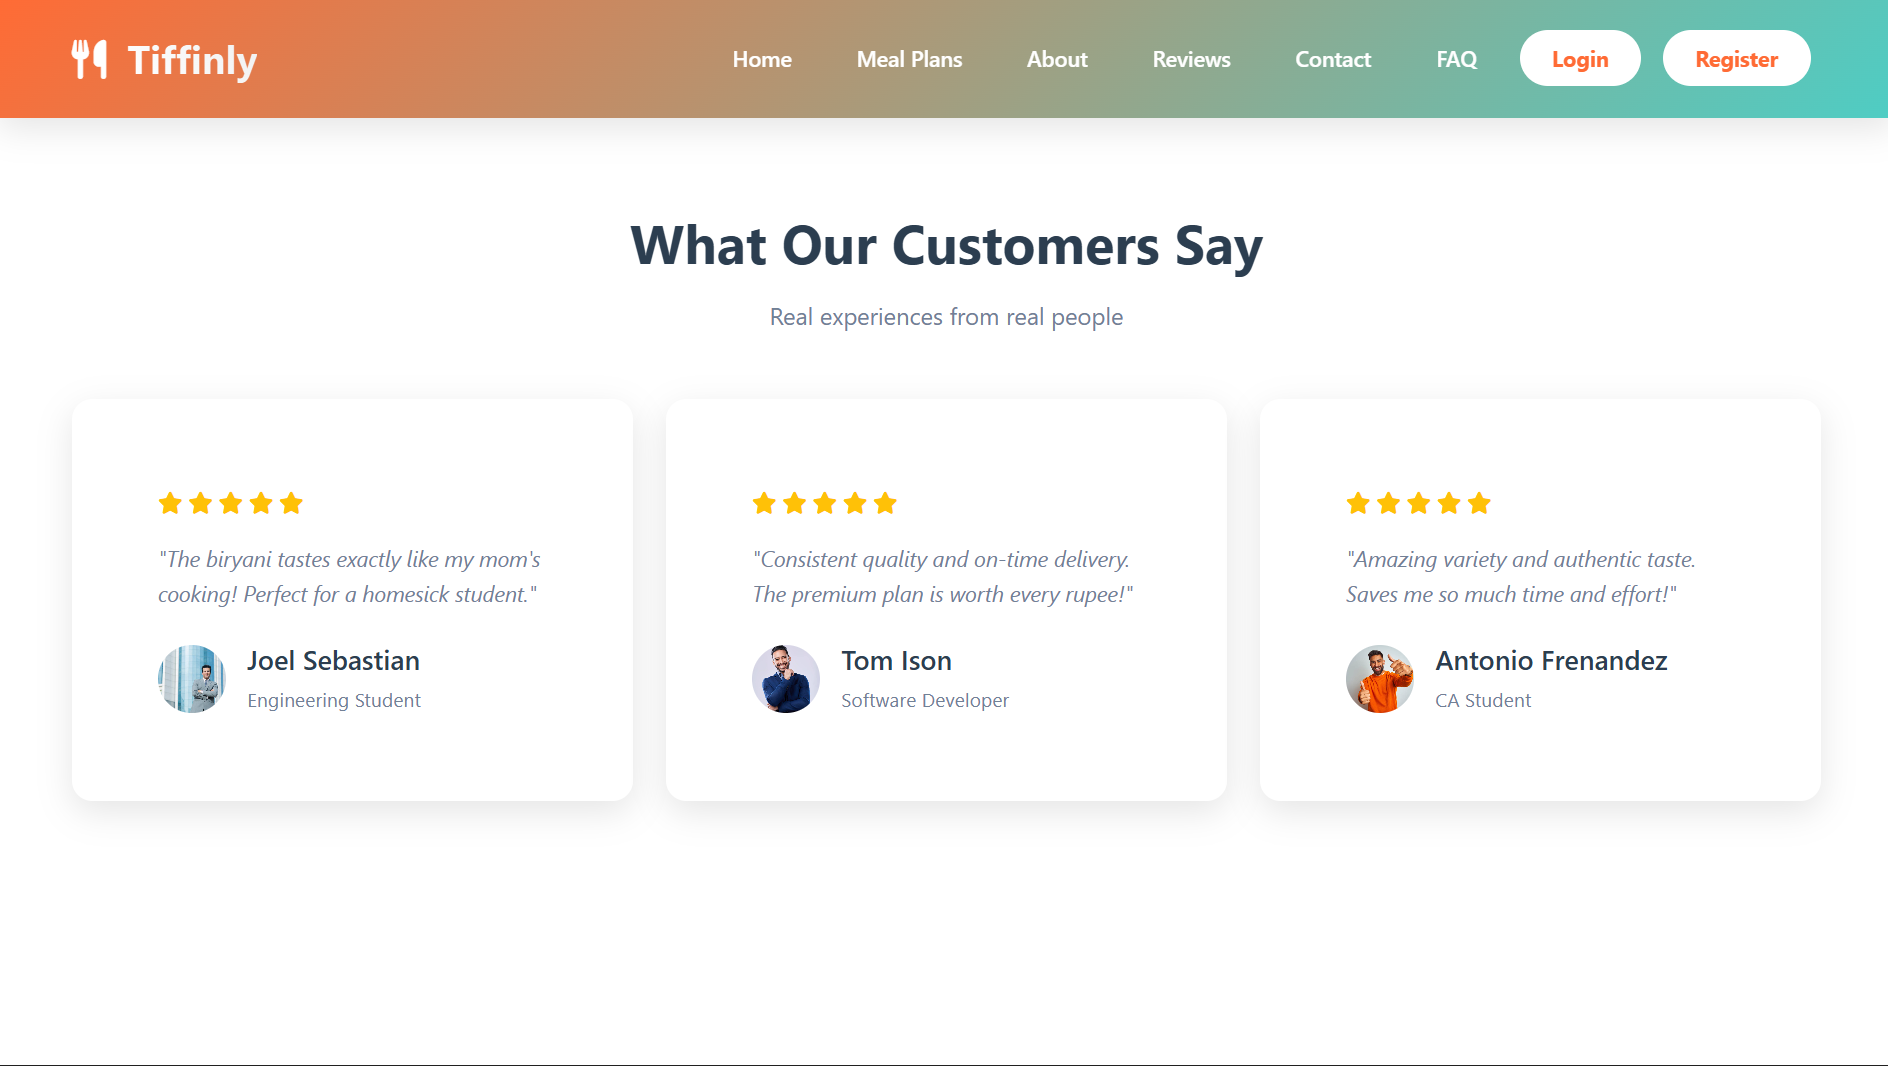 Tiffinly
Home
Meal Plans
About
Reviews
Contact
FAQ
Login
Register
What Our Customers Say
Real experiences from real people
"The biryani tastes exactly like my mom's
cooking! Perfect for a homesick student."
Joel Sebastian
Engineering Student
"Consistent quality and on-time delivery.
The premium plan is worth every rupee!"
Tom Ison
Software Developer
"Amazing variety and authentic taste.
Saves me so much time and effort!"
Antonio Frenandez
CA Student